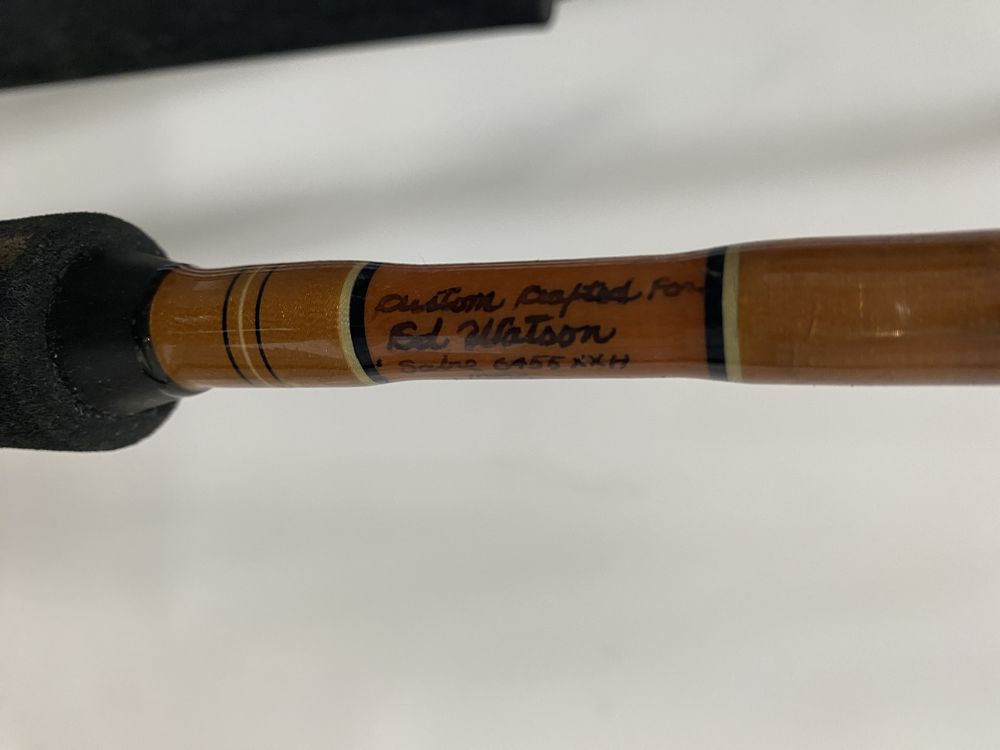 Custom Crafted For
Ed Watson
Sabre 6455 XXH